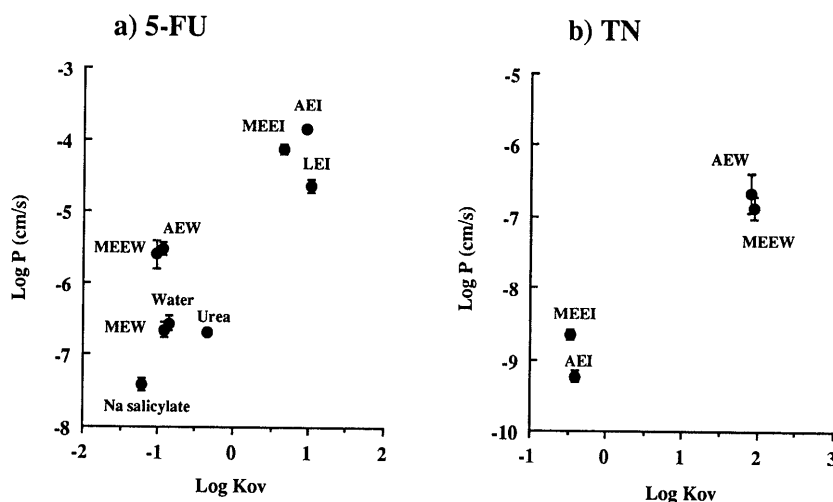 a) 5-FU
-3
-4
-5
-6
-7
-8
Log P (cm/s)
AEI
MEEI
LEI
AEW
MEEW
Water
MEW
Urea
Na salicylate
-2 -1 0 1 2
Log Kov
b) TN
-5
-6
-7
-8
-9
-10
Log P (cm/s)
AEW
MEEW
MEEI
AEI
-1 0 1 2 3
Log Kov